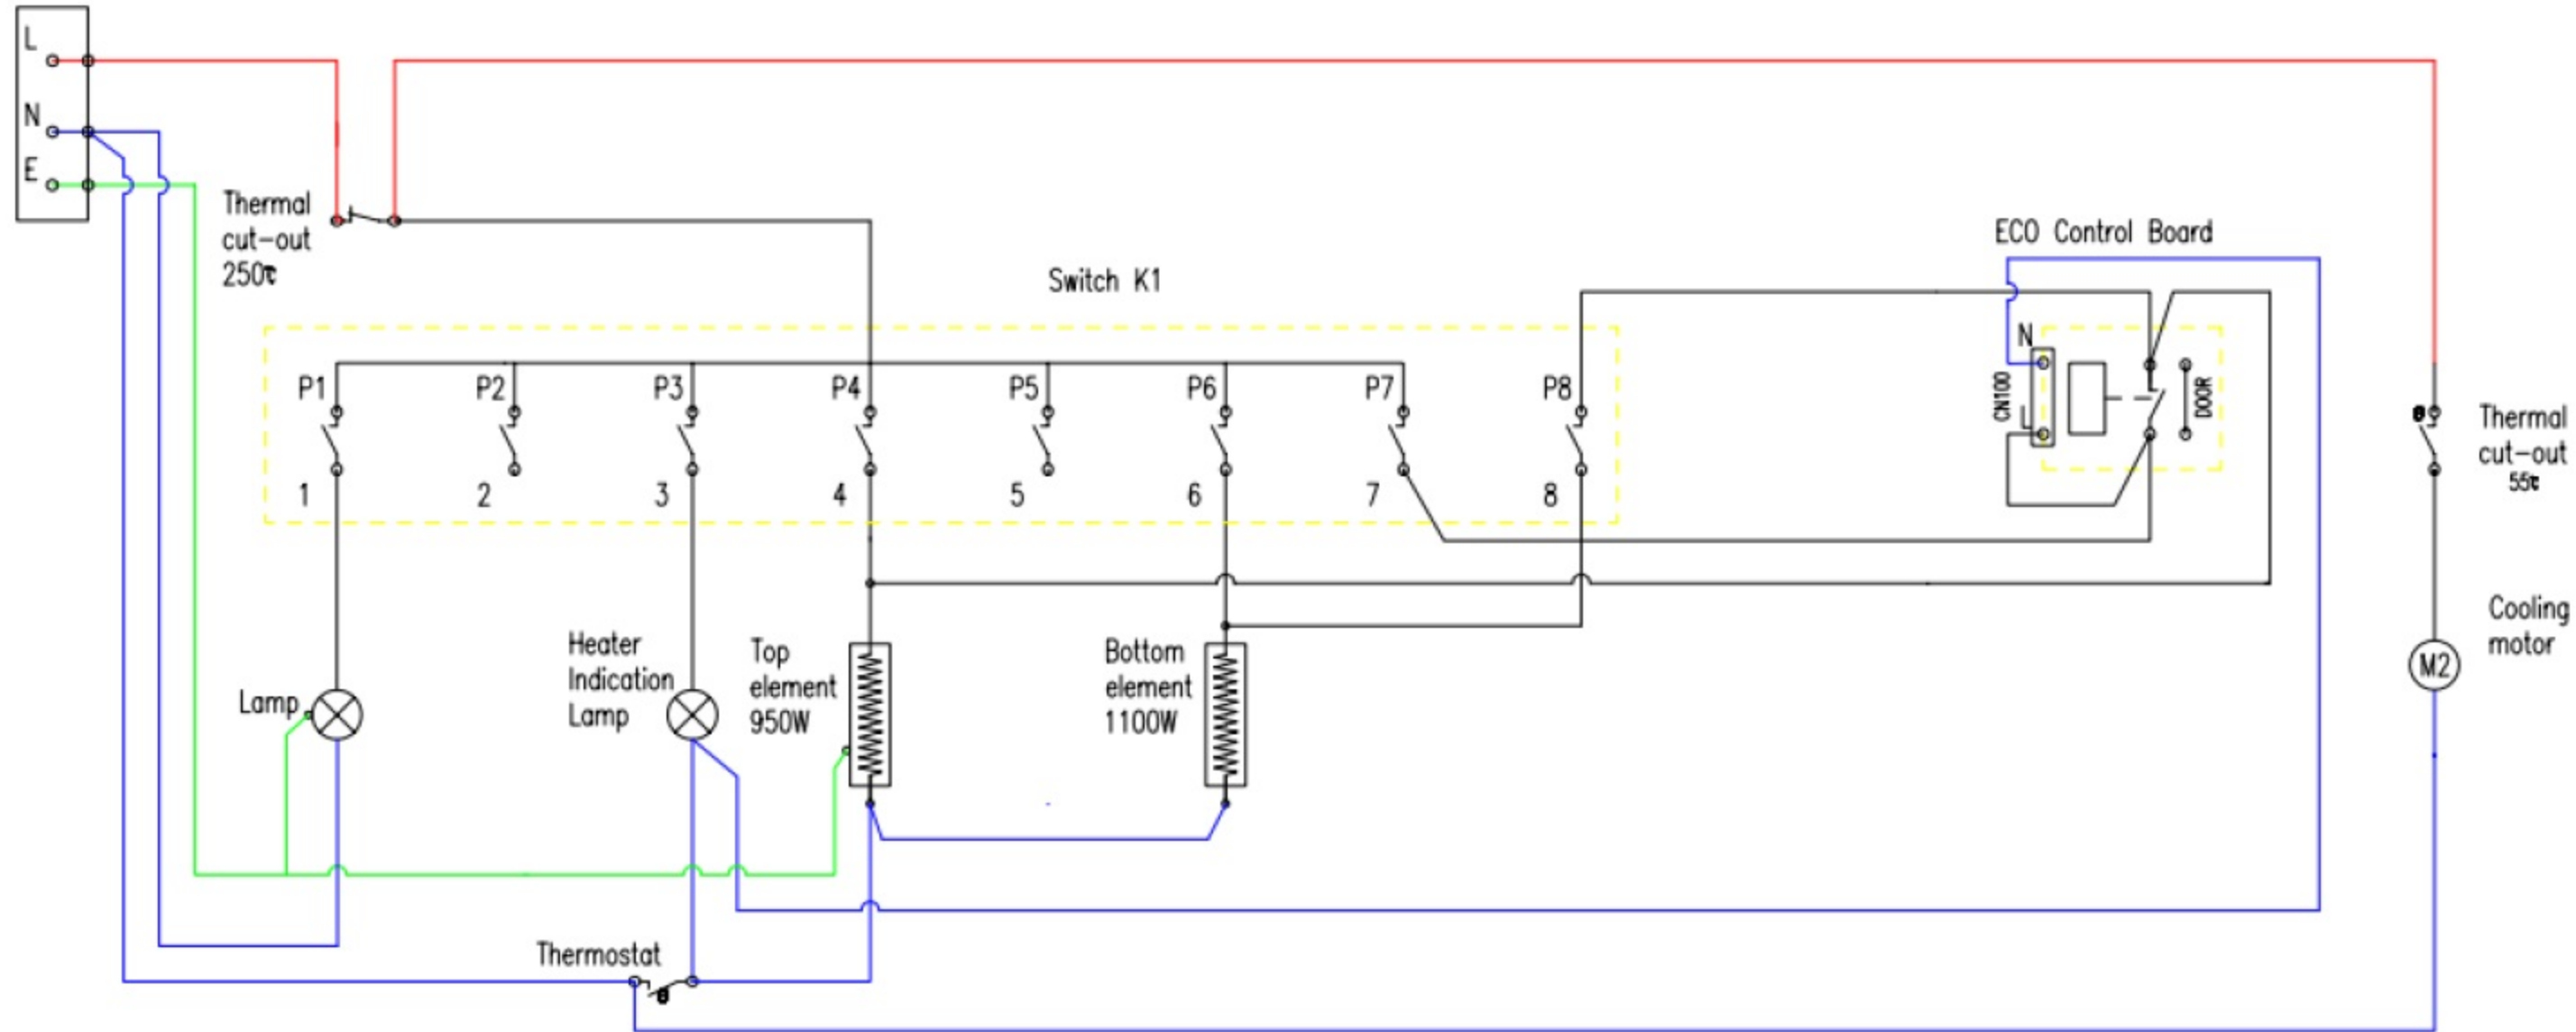 L
N
E
Thermal
cut-out
250℃
Switch K1
ECO Control Board
P1
P2
P3
P4
P5
P6
P7
P8
N
CN100
L
DOOR
1
2
3
4
5
6
7
8
Thermal
cut-out
55℃
Cooling
motor
M2
Lamp
Heater
Indication
Lamp
Top
element
950W
Bottom
element
1100W
Thermostat